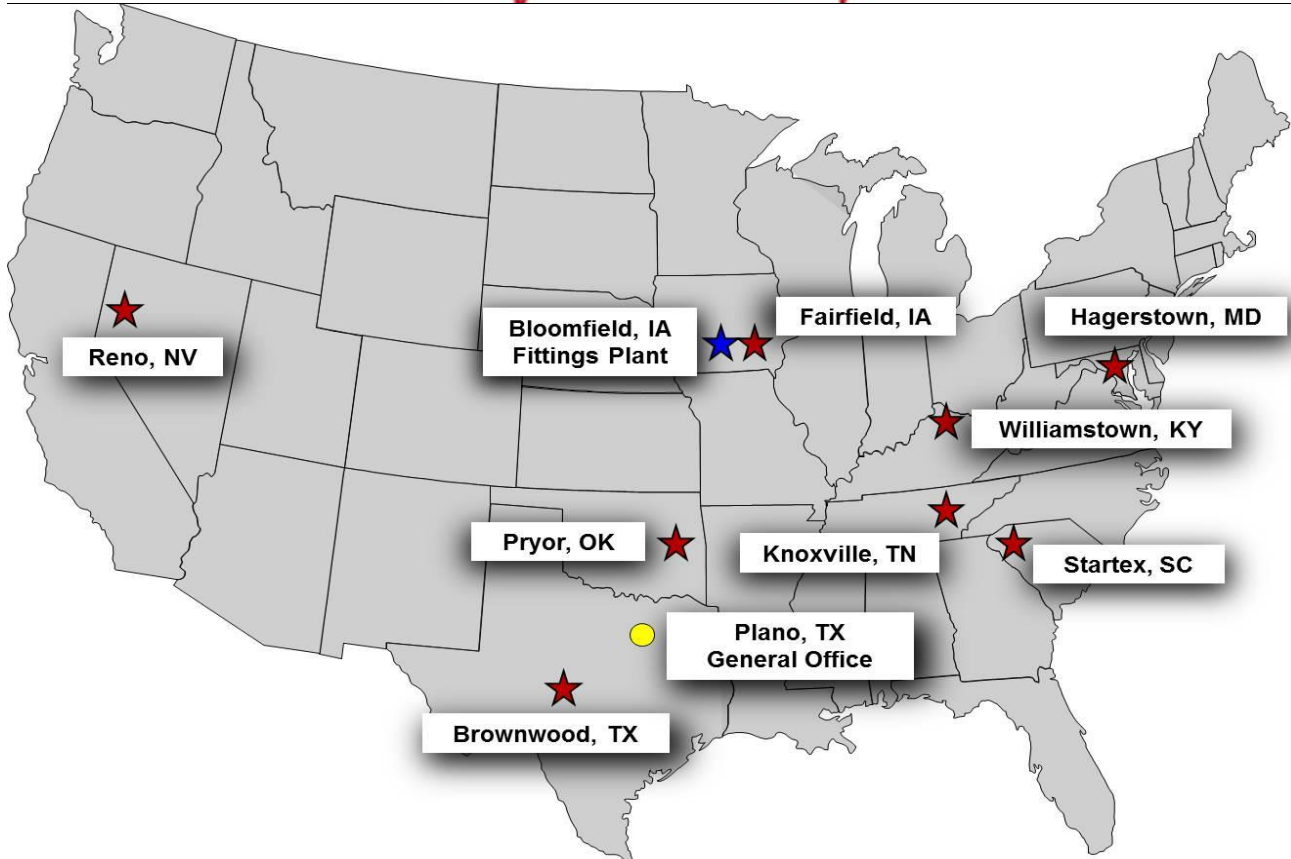 Reno, NV
Bloomfield, IA
Fittings Plant
Fairfield, IA
Hagerstown, MD
Williamstown, KY
Pryor, OK
Knoxville, TN
Startex, SC
Plano, TX
General Office
Brownwood, TX